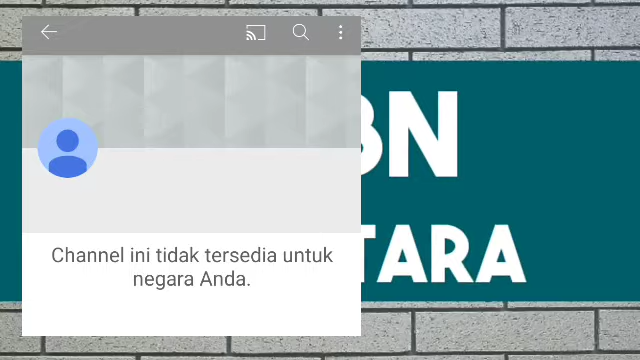 BN
TARA
Channel ini tidak tersedia untuk
negara Anda.